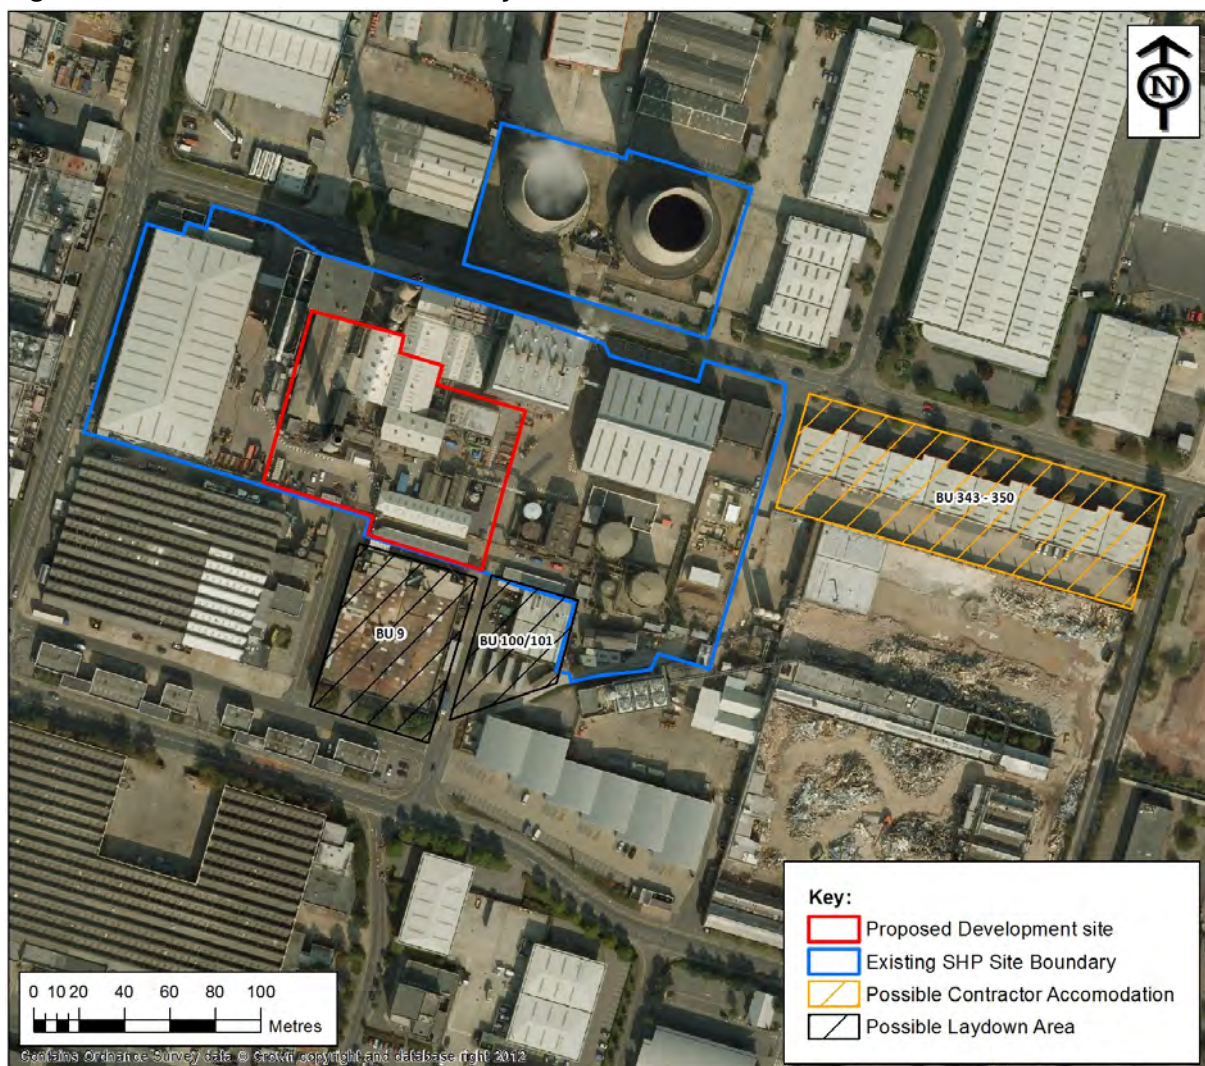 N
BU 343 - 350
BU 9
BU 100/101
Key:
Proposed Development site
Existing SHP Site Boundary
Possible Contractor Accomodation
Possible Laydown Area
0 10 20 40 60 80 100
Metres
Contains Ordnance Survey data © Crown copyright and database right 2012